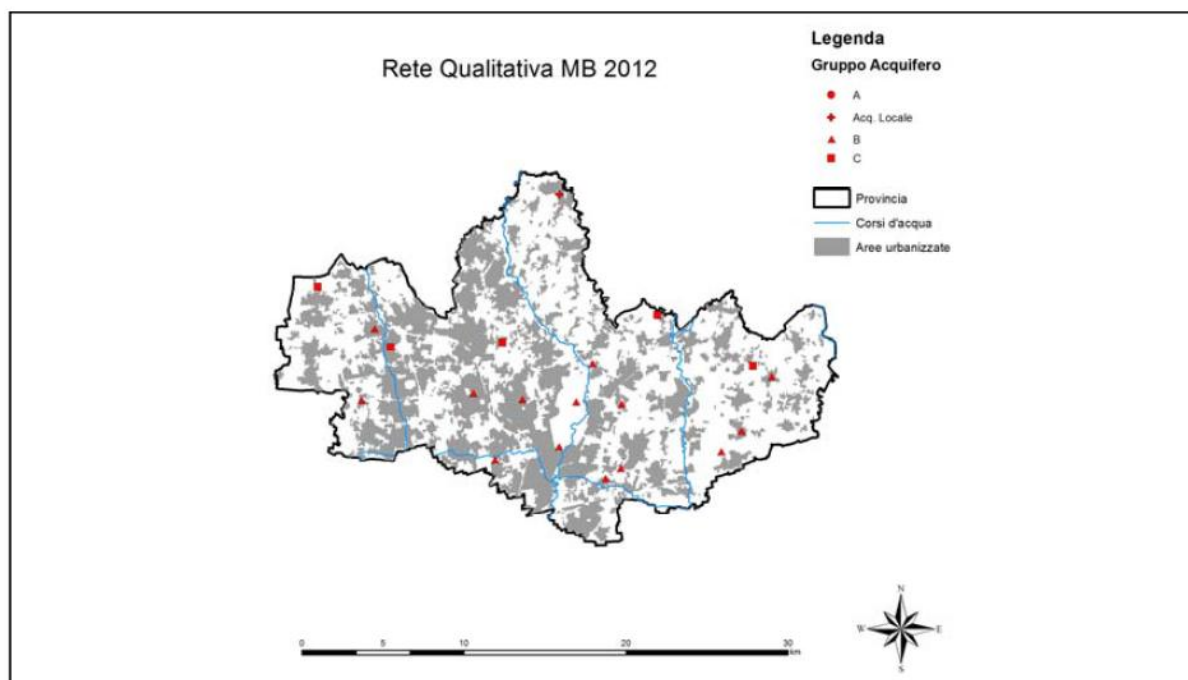 Legenda
Rete Qualitativa MB 2012
Gruppo Acquifero
A
Acq. Locale
B
C
Provincia
Corsi d'acqua
Aree urbanizzate
N
W
E
S
0 5 10 20 30
km